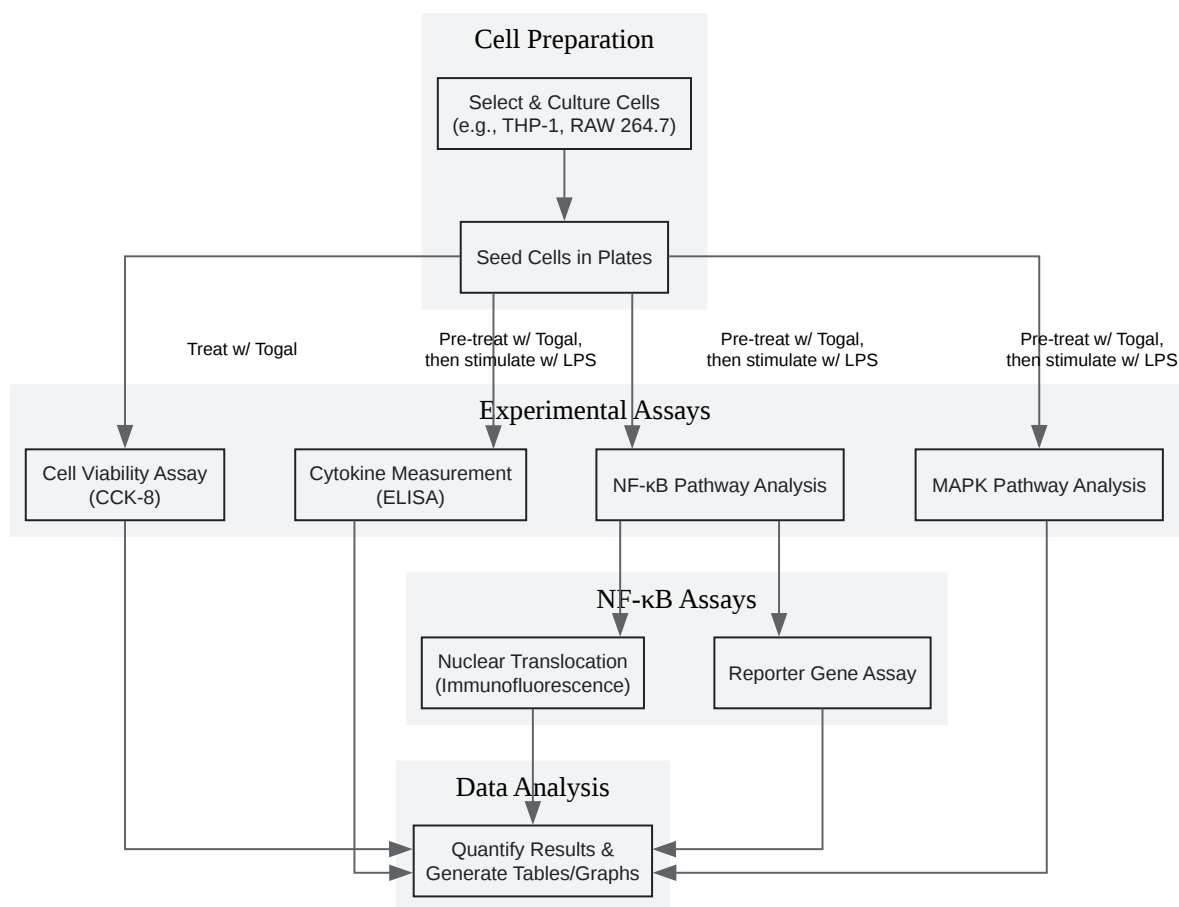 Cell Preparation
Select & Culture Cells
(e.g., THP-1, RAW 264.7)
Seed Cells in Plates
Treat w/ Togal
Pre-treat w/ Togal,
then stimulate w/ LPS
Pre-treat w/ Togal,
then stimulate w/ LPS
Pre-treat w/ Togal,
then stimulate w/ LPS
Experimental Assays
Cell Viability Assay
(CCK-8)
Cytokine Measurement
(ELISA)
NF-κB Pathway Analysis
MAPK Pathway Analysis
NF-κB Assays
Nuclear Translocation
(Immunofluorescence)
Reporter Gene Assay
Data Analysis
Quantify Results &
Generate Tables/Graphs